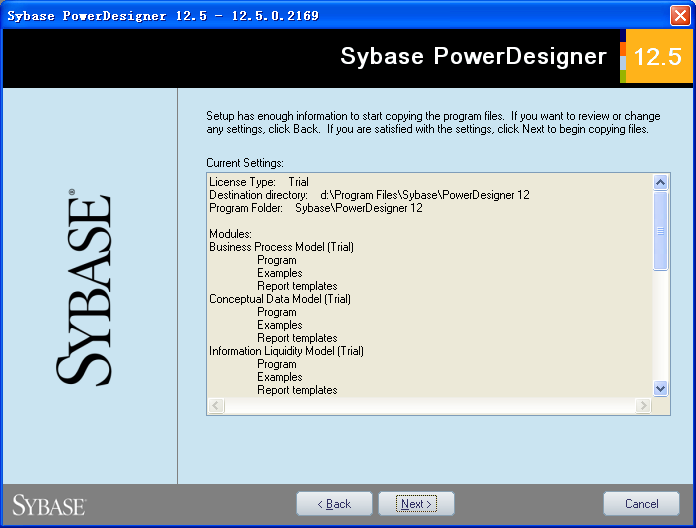 Sybase PowerDesigner 12.5 - 12.5.0.2169
Sybase PowerDesigner 12.5
Setup has enough information to start copying the program files. If you want to review or change
any settings, click Back. If you are satisfied with the settings, click Next to begin copying files.
Current Settings:
License Type: Trial
Destination directory: d:\Program Files\Sybase\PowerDesigner 12
Program Folder: Sybase\PowerDesigner 12
Modules:
Business Process Model (Trial)
Program
Examples
Report templates
Conceptual Data Model (Trial)
Program
Examples
Report templates
Information Liquidity Model (Trial)
Program
Examples
Report templates
SYBASE®
SYBASE
< Back
Next >
Cancel